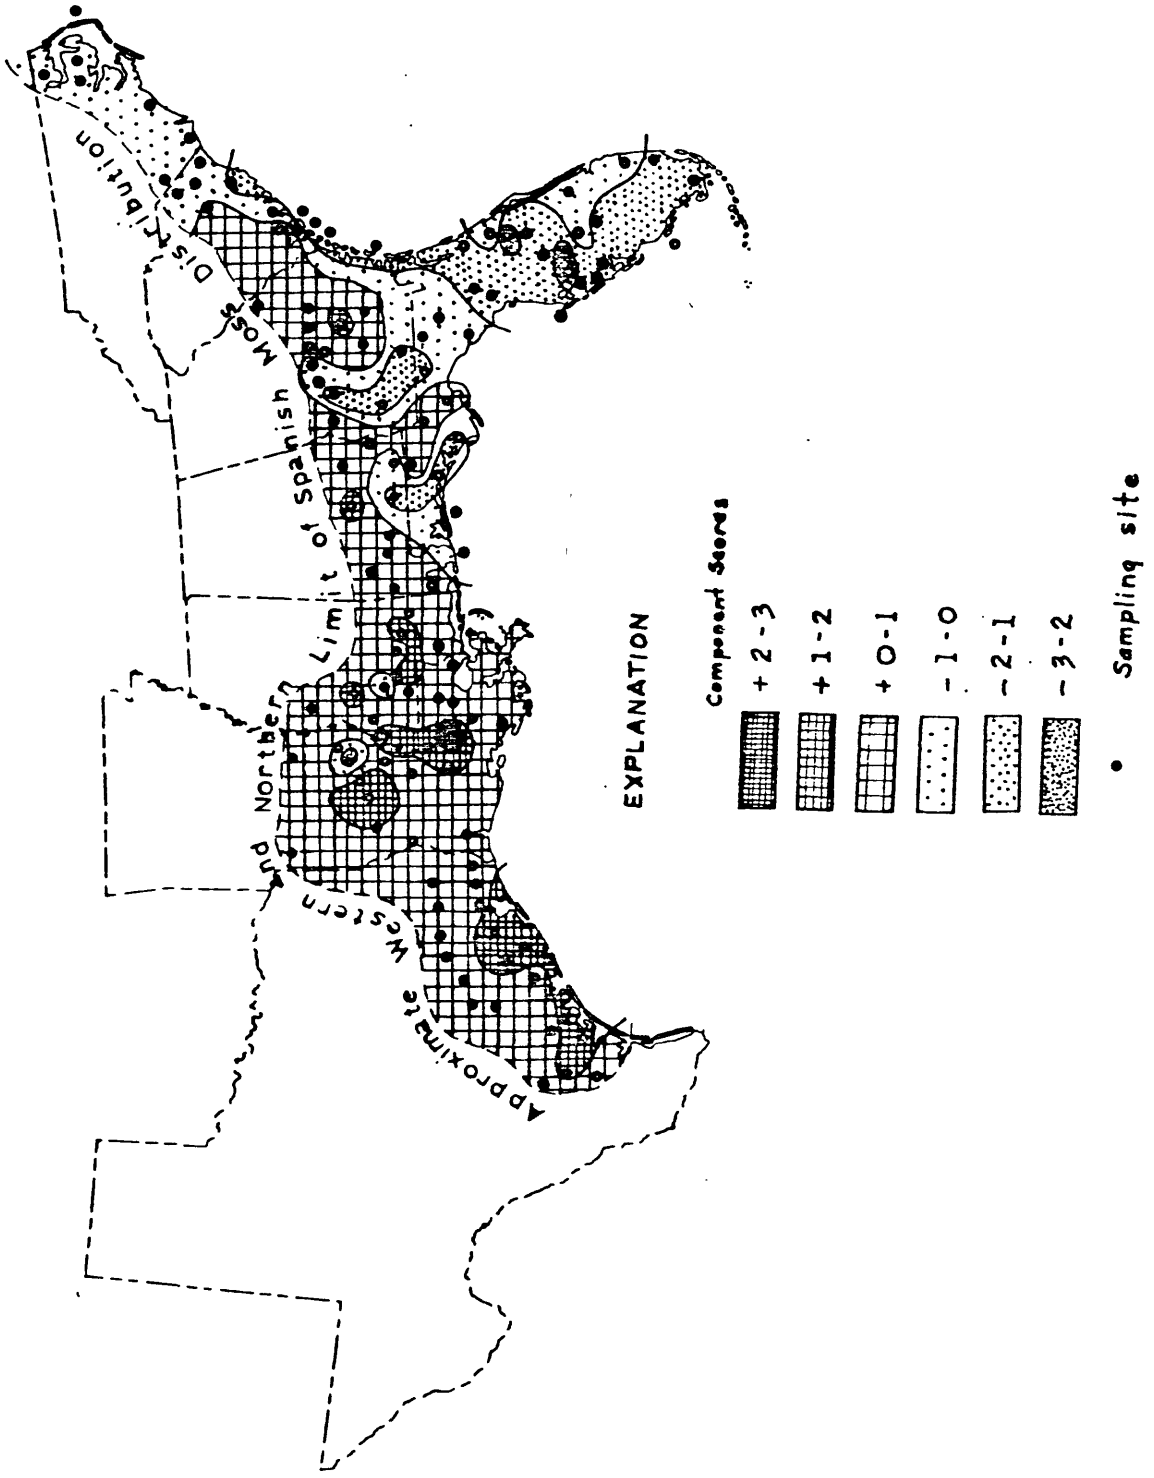 Approximate Western and Northern Limit of Spanish Moss Distribution
EXPLANATION
Component Scores
+2-3
+1-2
+0-1
-1-0
-2-1
-3-2
Sampling site